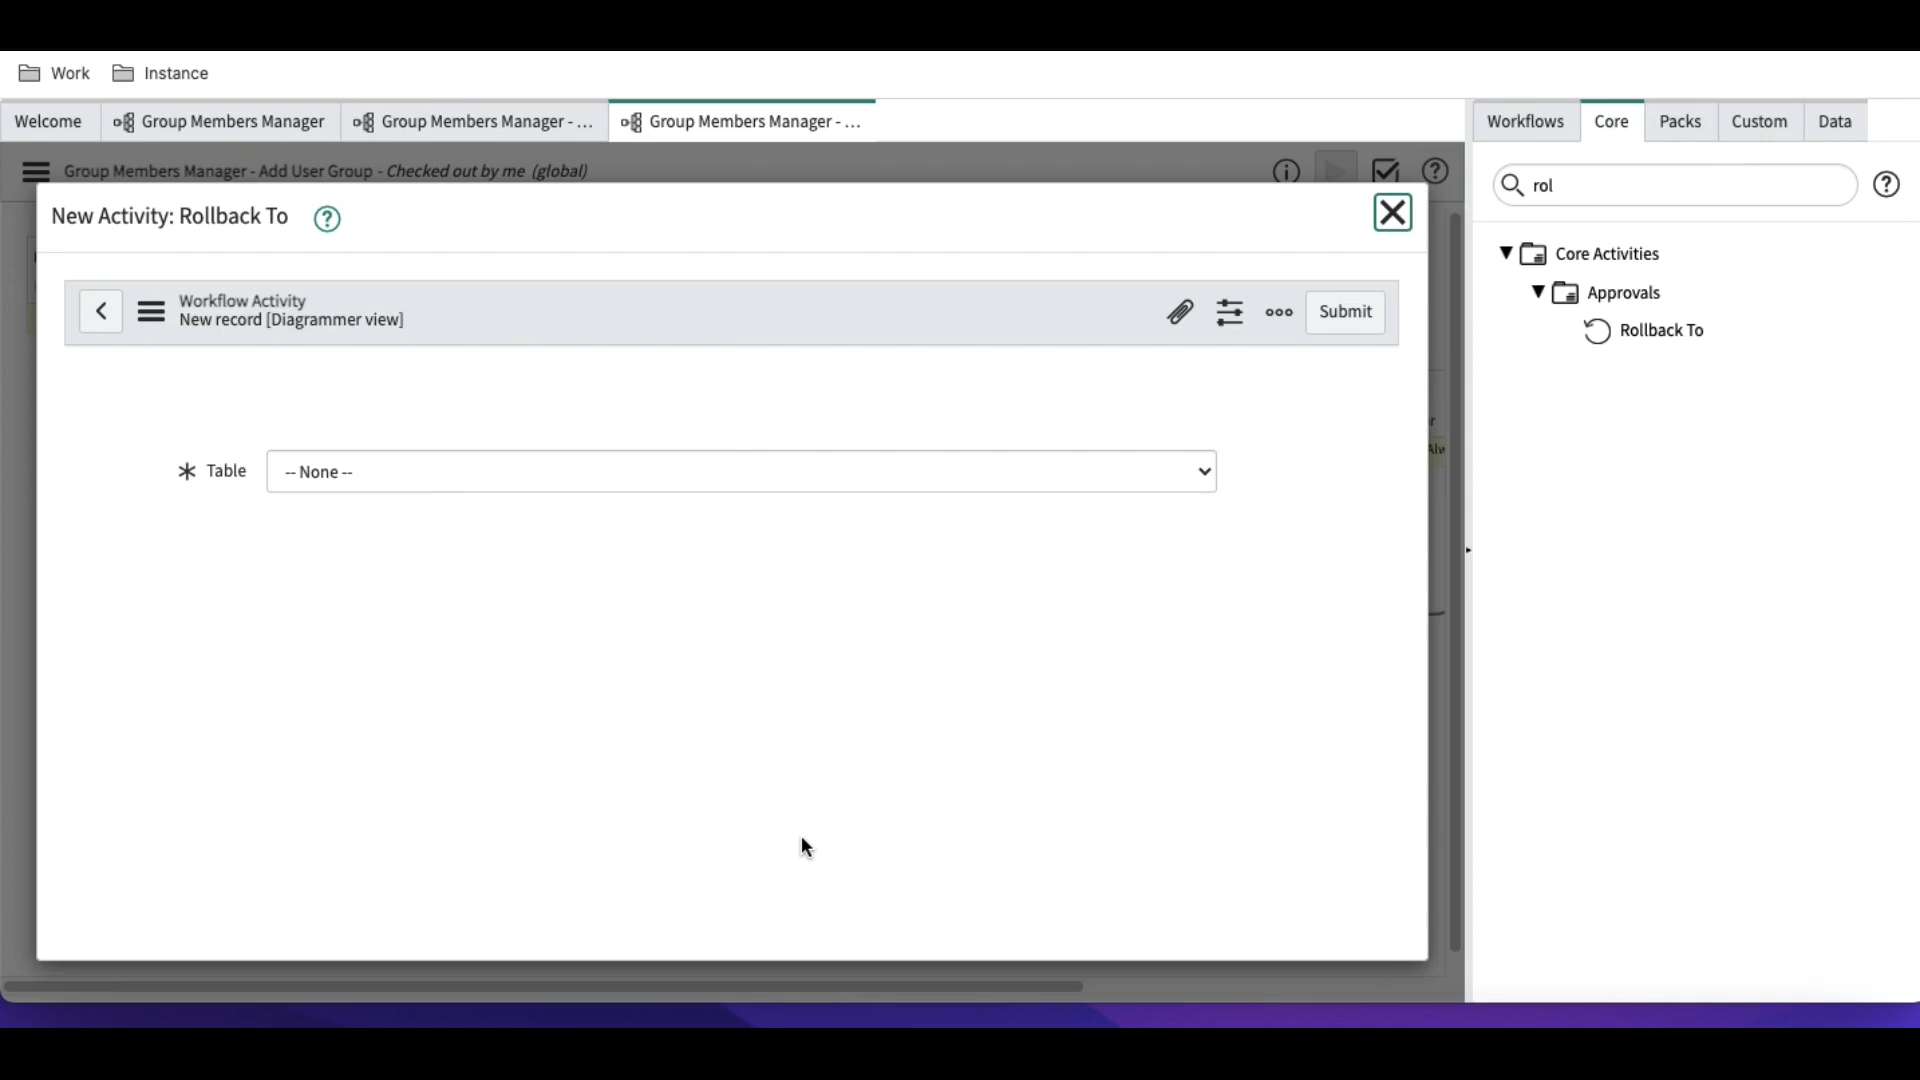 Work Instance
Welcome Group Members Manager Group Members Manager - ... Group Members Manager - ... Workflows Core Packs Custom Data
Group Members Manager - Add User Group - Checked out by me (global)
rol
New Activity: Rollback To
Core Activities
Approvals
Rollback To
Workflow Activity
New record [Diagrammer view]
Submit
Table -- None --
r
Alw